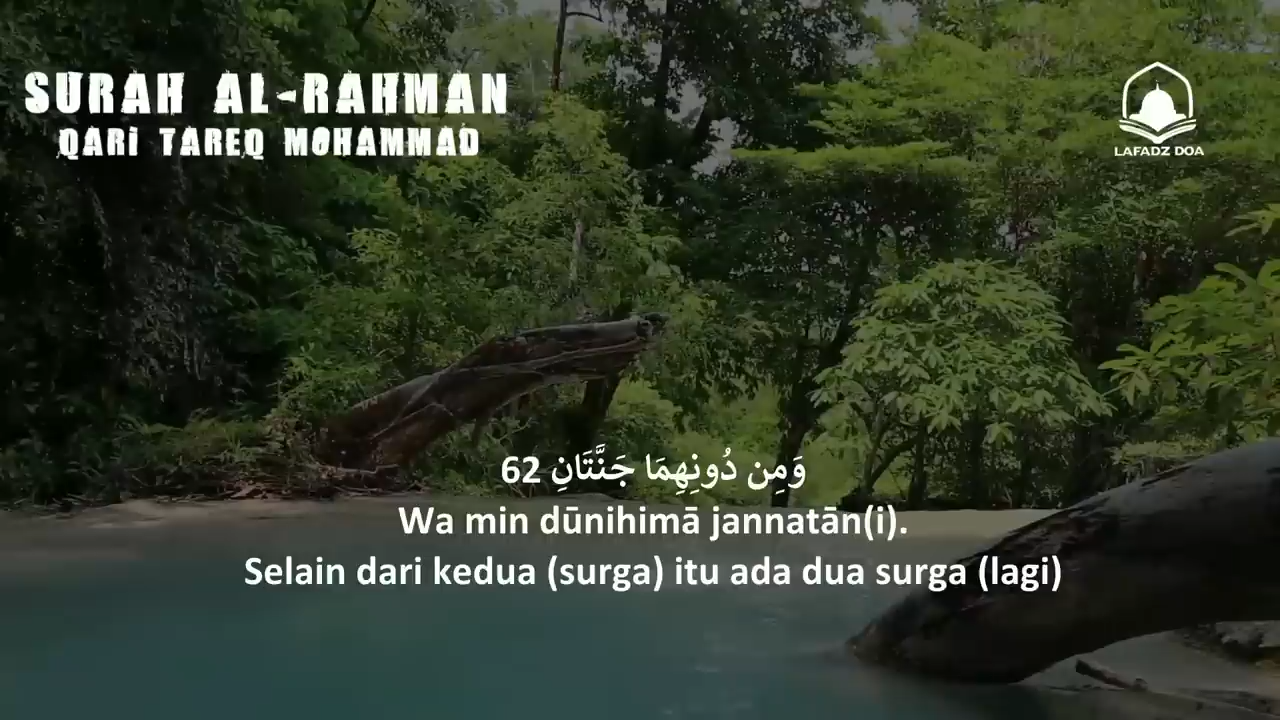 SURAH AL-RAHMAN
QARI TAREQ MOHAMMAD
LAFADZ DOA
وَمِن دُونِهِمَا جَنَّتَانِ 62
Wa min dūnihimā jannatān(i).
Selain dari kedua (surga) itu ada dua surga (lagi)